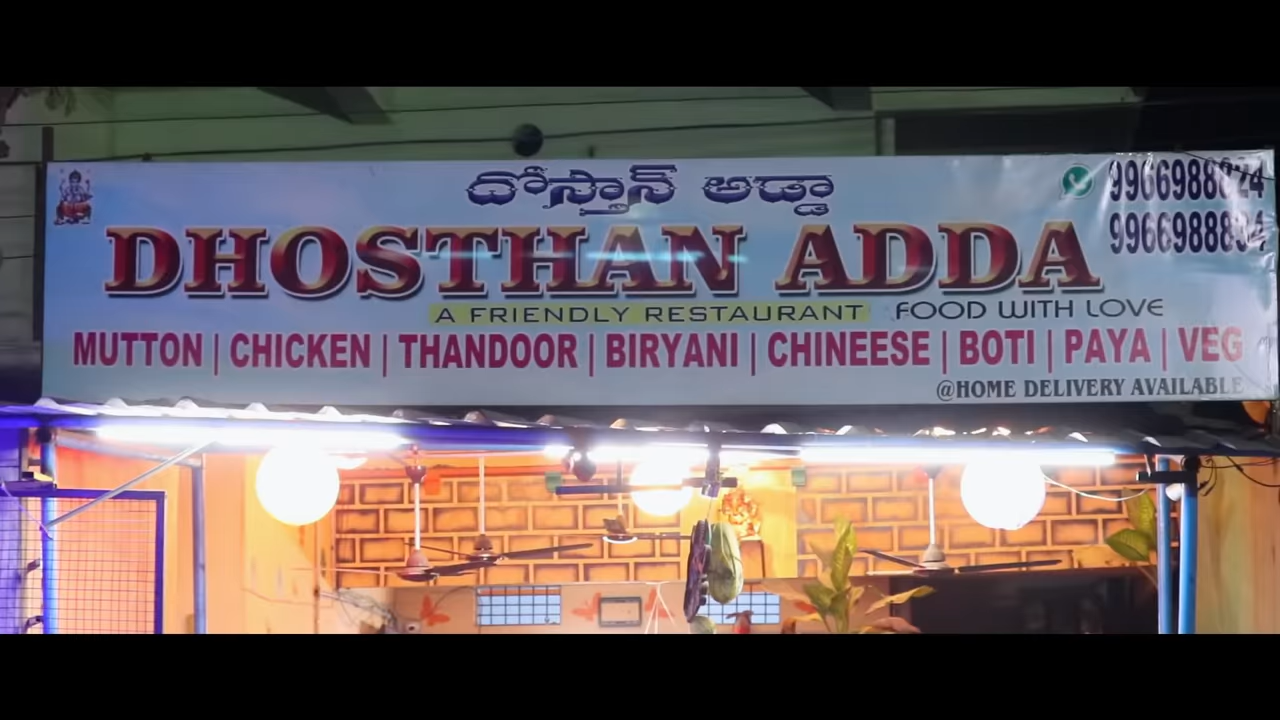 దోస్తాన్ అడ్డా
DHOSTHAN ADDA
A FRIENDLY RESTAURANT FOOD WITH LOVE
MUTTON | CHICKEN | THANDOOR | BIRYANI | CHINEESE | BOTI | PAYA | VEG
@HOME DELIVERY AVAILABLE